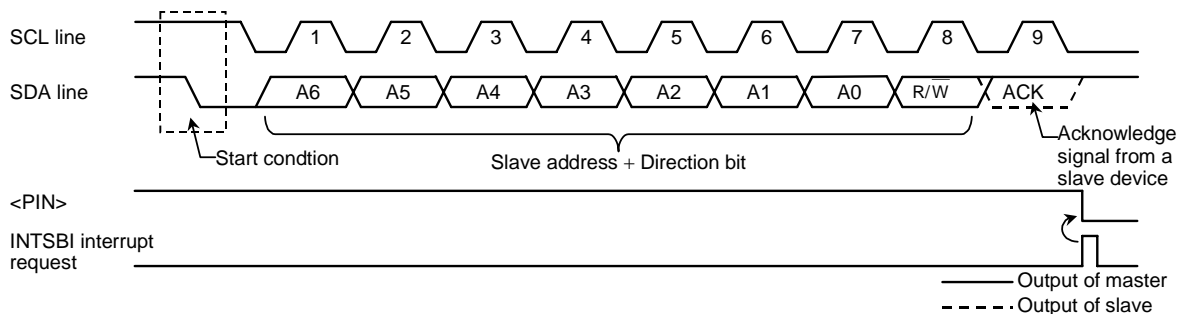 SCL line
1 2 3 4 5 6 7 8 9
SDA line
A6 A5 A4 A3 A2 A1 A0 R/W̅ ACK
Start condtion
Slave address + Direction bit
Acknowledge
signal from a
slave device
<PIN>
INTSBI interrupt
request
Output of master
Output of slave